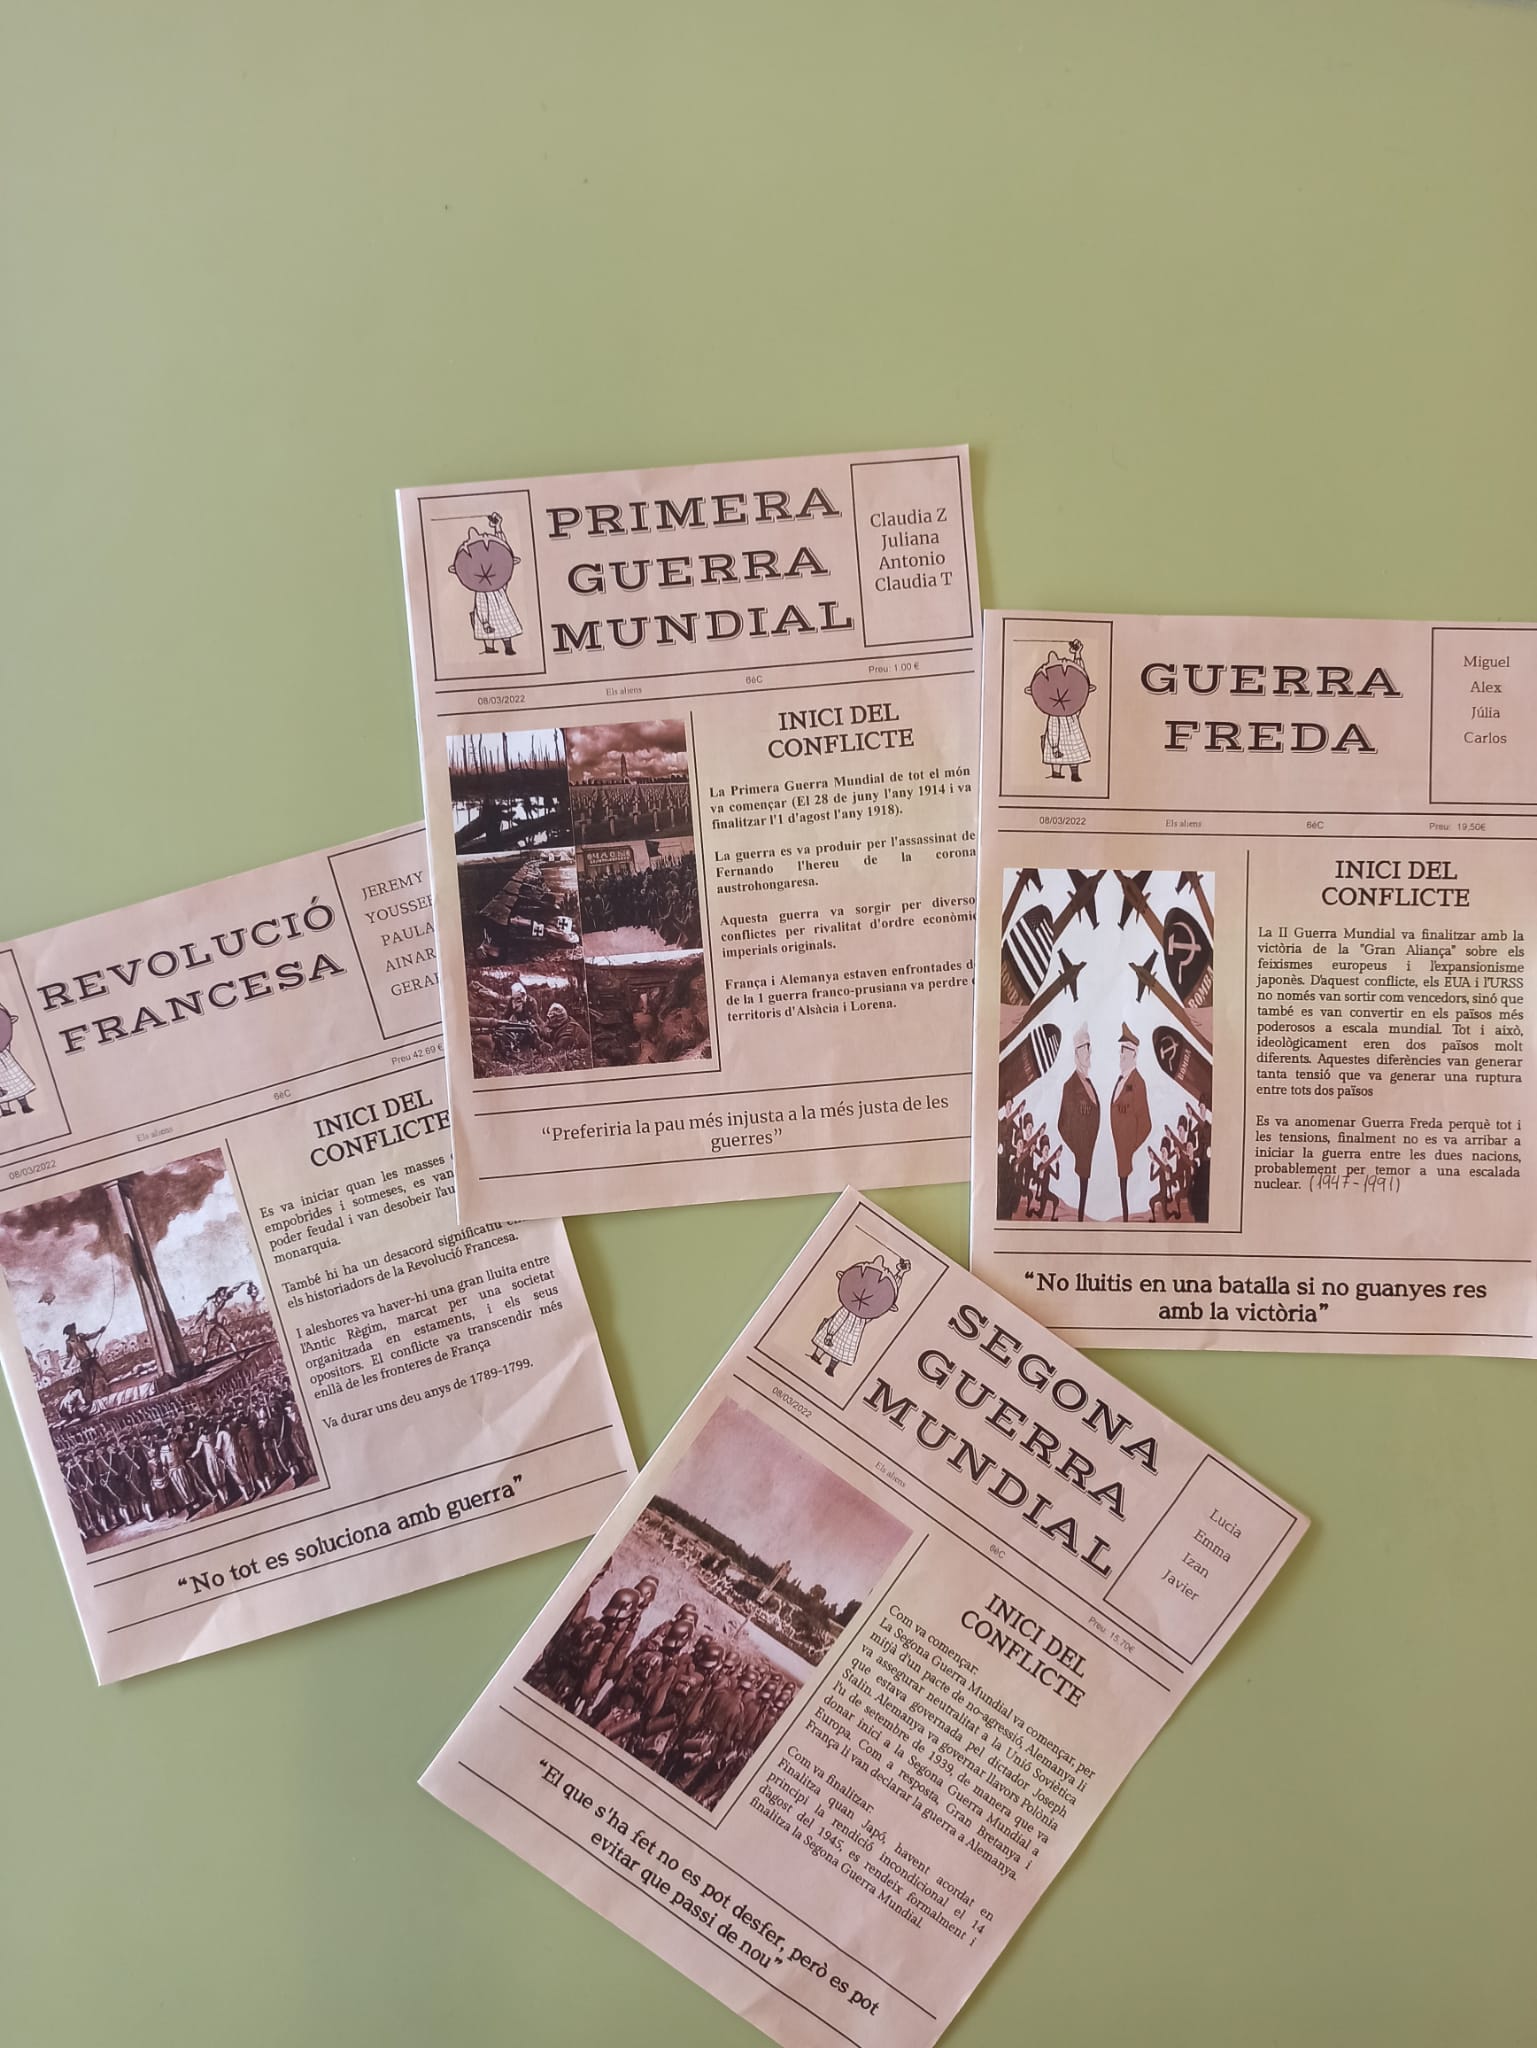 PRIMERA
GUERRA
MUNDIAL
Claudia Z
Juliana
Antonio
Claudia T
08/03/2022
Els aliens
6èC
Preu: 1.00 €
INICI DEL
CONFLICTE
La Primera Guerra Mundial de tot el món
va començar (El 28 de juny l'any 1914 i va
finalitzar l'1 d'agost l'any 1918).
La guerra es va produir per l'assassinat de
Fernando l'hereu de la corona
austrohongaresa.
Aquesta guerra va sorgir per diverso
conflictes per rivalitat d'ordre econòmi
imperials originals.
França i Alemanya estaven enfrontades d
de la 1 guerra franco-prusiana va perdre
territoris d'Alsàcia i Lorena.
“Preferiria la pau més injusta a la més justa de les
guerres”
GUERRA
FREDA
Miguel
Alex
Júlia
Carlos
08/03/2022
Els aliens
6èC
Preu: 19,50€
INICI DEL
CONFLICTE
La II Guerra Mundial va finalitzar amb la
victòria de la "Gran Aliança" sobre els
feixismes europeus i l'expansionisme
japonès. D'aquest conflicte, els EUA i l'URSS
no només van sortir com vencedors, sinó que
també es van convertir en els països més
poderosos a escala mundial. Tot i això,
ideològicament eren dos països molt
diferents. Aquestes diferències van generar
tanta tensió que va generar una ruptura
entre tots dos països
Es va anomenar Guerra Freda perquè tot i
les tensions, finalment no es va arribar a
iniciar la guerra entre les dues nacions,
probablement per temor a una escalada
nuclear. (1947-1991)
“No lluitis en una batalla si no guanyes res
amb la victòria”
REVOLUCIÓ
FRANCESA
JEREMY
YOUSSEF
PAULA
AINAR
GERA
08/03/2022
Els aliens
6èC
Preu 42.69 €
INICI DEL
CONFLICTE
Es va iniciar quan les masses
empobrides i sotmeses, es van
poder feudal i van desobeir l'au
monarquia.
També hi ha un desacord significatiu
els historiadors de la Revolució Francesa.
I aleshores va haver-hi una gran lluita entre
l'Antic Règim, marcat per una societat
organitzada en estaments, i els seus
opositors. El conflicte va transcendir més
enllà de les fronteres de França
Va durar uns deu anys de 1789-1799.
“No tot es soluciona amb guerra”
SEGONA
GUERRA
MUNDIAL
Lucia
Emma
Izan
Javier
08/03/2022
Els aliens
6èC
Preu: 15,70€
INICI DEL
CONFLICTE
Com va començar:
La Segona Guerra Mundial va començar, per
mitjà d'un pacte de no-agressió, Alemanya li
va assegurar neutralitat a la Unió Soviètica
que estava governada pel dictador Joseph
Stalin. Alemanya va governar llavors Polònia
l'u de setembre de 1939, de manera que va
donar inici a la Segona Guerra Mundial a
Europa. Com a resposta, Gran Bretanya i
França li van declarar la guerra a Alemanya.
Com va finalitzar:
Finalitza quan Japó, havent acordat en
principi la rendició incondicional el 14
d'agost del 1945, es rendeix formalment i
finalitza la Segona Guerra Mundial.
“El que s'ha fet no es pot desfer, però es pot
evitar que passi de nou”